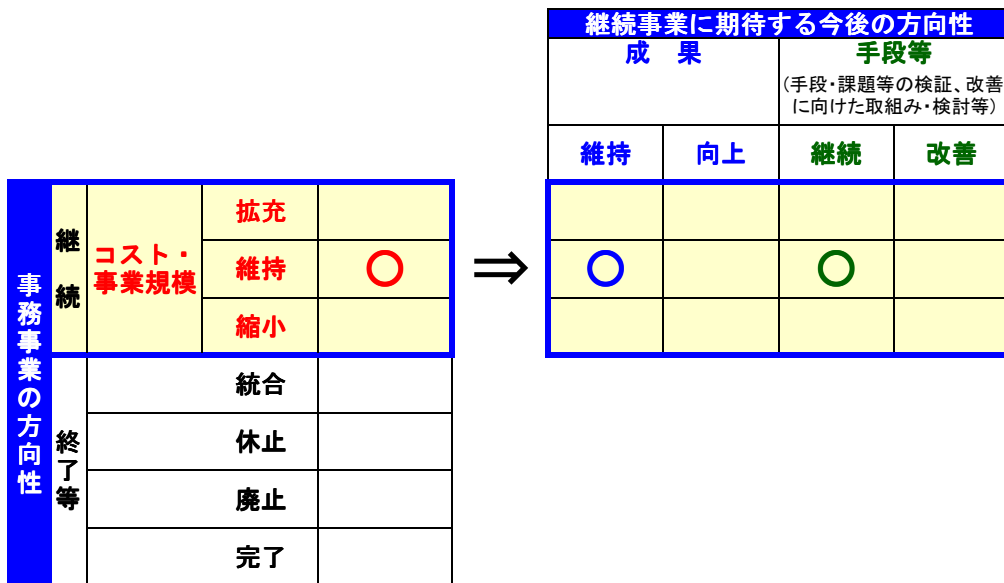 継続事業に期待する今後の方向性
成　果
手段等
(手段・課題等の検証、改善
に向けた取組み・検討等)
維持
向上
継続
改善
事務事業の方向性
継続
コスト・
事業規模
拡充
維持
○
⇒
○
○
縮小
終了等
統合
休止
廃止
完了